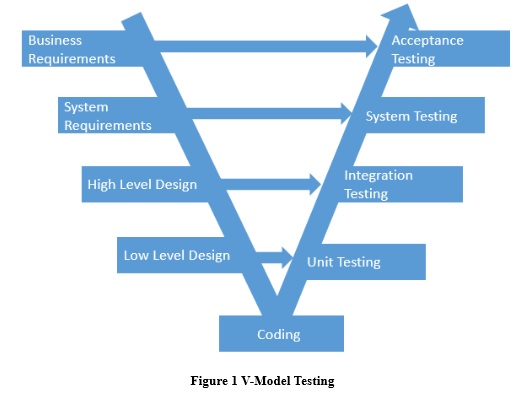 Business
Requirements
Acceptance
Testing
System
Requirements
System Testing
High Level Design
Integration
Testing
Low Level Design
Unit Testing
Coding
Figure 1 V-Model Testing